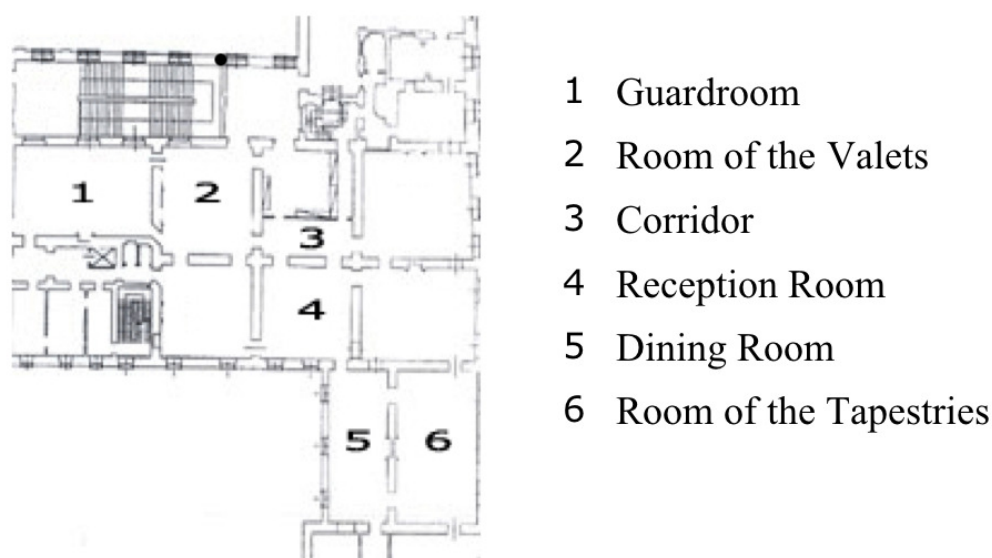 1
2
3
4
5
6
1 Guardroom
2 Room of the Valets
3 Corridor
4 Reception Room
5 Dining Room
6 Room of the Tapestries